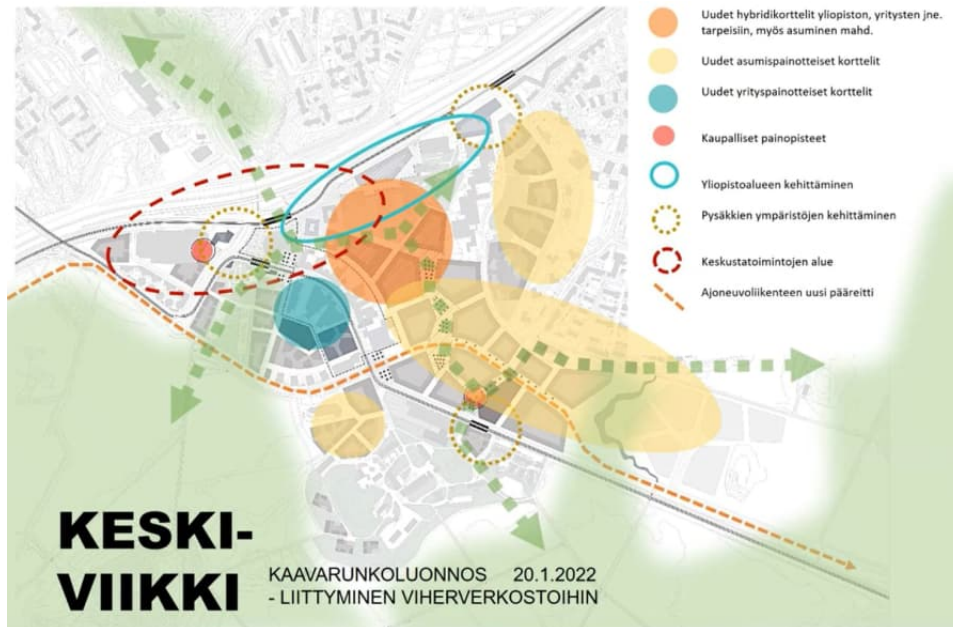 Uudet hybridikorttelit yliopiston, yritysten jne.
tarpeisiin, myös asuminen mahd.
Uudet asumispainotteiset korttelit
Uudet yrityspainotteiset korttelit
Kaupalliset painopisteet
Yliopistoalueen kehittäminen
Pysäkkien ympäristöjen kehittäminen
Keskustatoimintojen alue
Ajoneuvoliikenteen uusi pääreitti
KESKI-
VIIKKI
KAAVARUNKOLUONNOS 20.1.2022
- LIITTYMINEN VIHERVERKOSTOIHIN